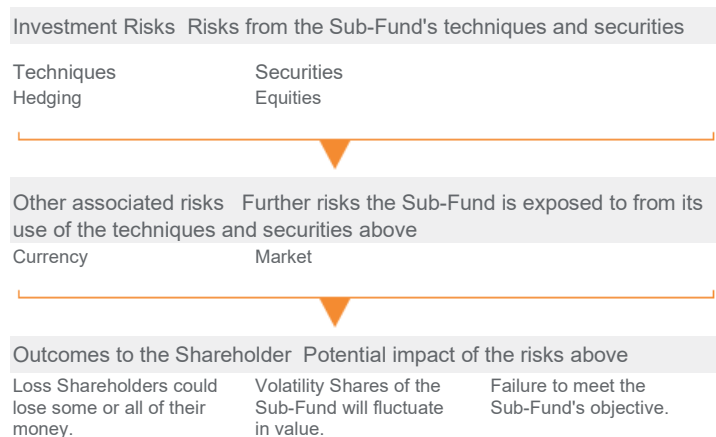 Investment Risks Risks from the Sub-Fund's techniques and securities
Techniques Securities
Hedging Equities
Other associated risks Further risks the Sub-Fund is exposed to from its
use of the techniques and securities above
Currency Market
Outcomes to the Shareholder Potential impact of the risks above
Loss Shareholders could
lose some or all of their
money.
Volatility Shares of the
Sub-Fund will fluctuate
in value.
Failure to meet the
Sub-Fund's objective.